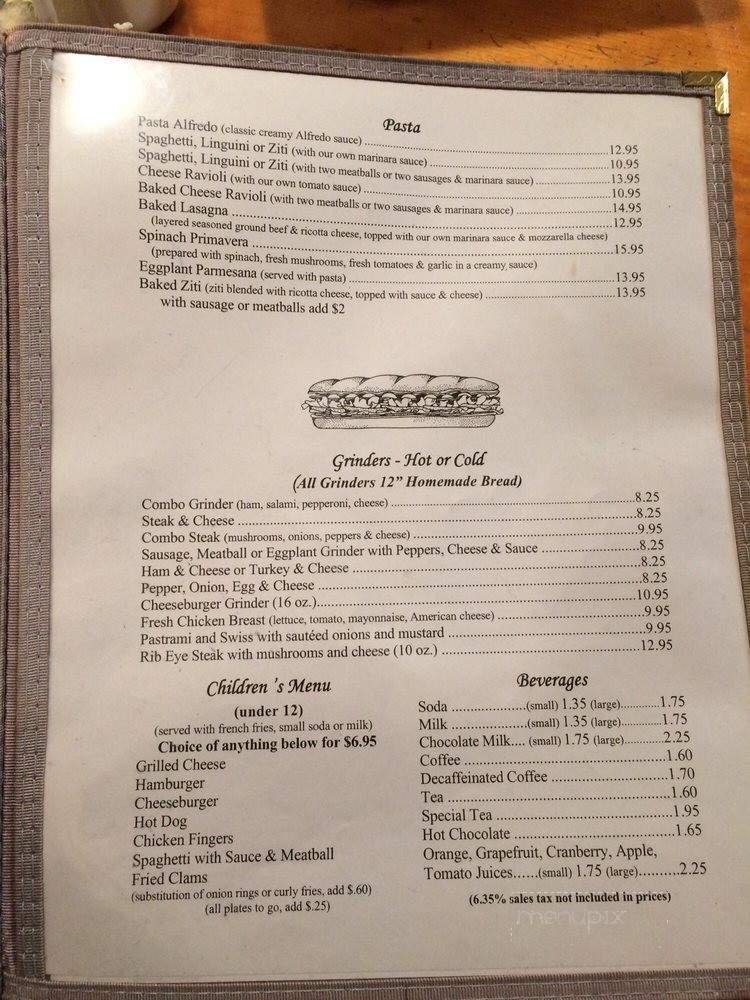 Pasta
Pasta Alfredo (classic creamy Alfredo sauce) ....12.95
Spaghetti, Linguini or Ziti (with our own marinara sauce) ....10.95
Spaghetti, Linguini or Ziti (with two meatballs or two sausages & marinara sauce) ....13.95
Cheese Ravioli (with our own tomato sauce) ....10.95
Baked Cheese Ravioli (with two meatballs or two sausages & marinara sauce) ....14.95
Baked Lasagna ....12.95
(layered seasoned ground beef & ricotta cheese, topped with our own marinara sauce & mozzarella cheese)
Spinach Primavera ....15.95
(prepared with spinach, fresh mushrooms, fresh tomatoes & garlic in a creamy sauce)
Eggplant Parmesana (served with pasta) ....13.95
Baked Ziti (ziti blended with ricotta cheese, topped with sauce & cheese) ....13.95
with sausage or meatballs add $2
Grinders - Hot or Cold
(All Grinders 12” Homemade Bread)
Combo Grinder (ham, salami, pepperoni, cheese) ....8.25
Steak & Cheese ....8.25
Combo Steak (mushrooms, onions, peppers & cheese) ....9.95
Sausage, Meatball or Eggplant Grinder with Peppers, Cheese & Sauce ....8.25
Ham & Cheese or Turkey & Cheese ....8.25
Pepper, Onion, Egg & Cheese ....8.25
Cheeseburger Grinder (16 oz.)....10.95
Fresh Chicken Breast (lettuce, tomato, mayonnaise, American cheese) ....9.95
Pastrami and Swiss with sautéed onions and mustard ....9.95
Rib Eye Steak with mushrooms and cheese (10 oz.) ....12.95
Children 's Menu
(under 12)
(served with french fries, small soda or milk)
Choice of anything below for $6.95
Grilled Cheese
Hamburger
Cheeseburger
Hot Dog
Chicken Fingers
Spaghetti with Sauce & Meatball
Fried Clams
(substitution of onion rings or curly fries, add $.60)
(all plates to go, add $.25)
Beverages
Soda ....(small) 1.35 (large)....1.75
Milk ....(small) 1.35 (large)....1.75
Chocolate Milk.... (small) 1.75 (large)....2.25
Coffee ....1.60
Decaffeinated Coffee ....1.70
Tea ....1.60
Special Tea ....1.95
Hot Chocolate ....1.65
Orange, Grapefruit, Cranberry, Apple,
Tomato Juices......(small) 1.75 (large)....2.25
(6.35% sales tax not included in prices)
menupix